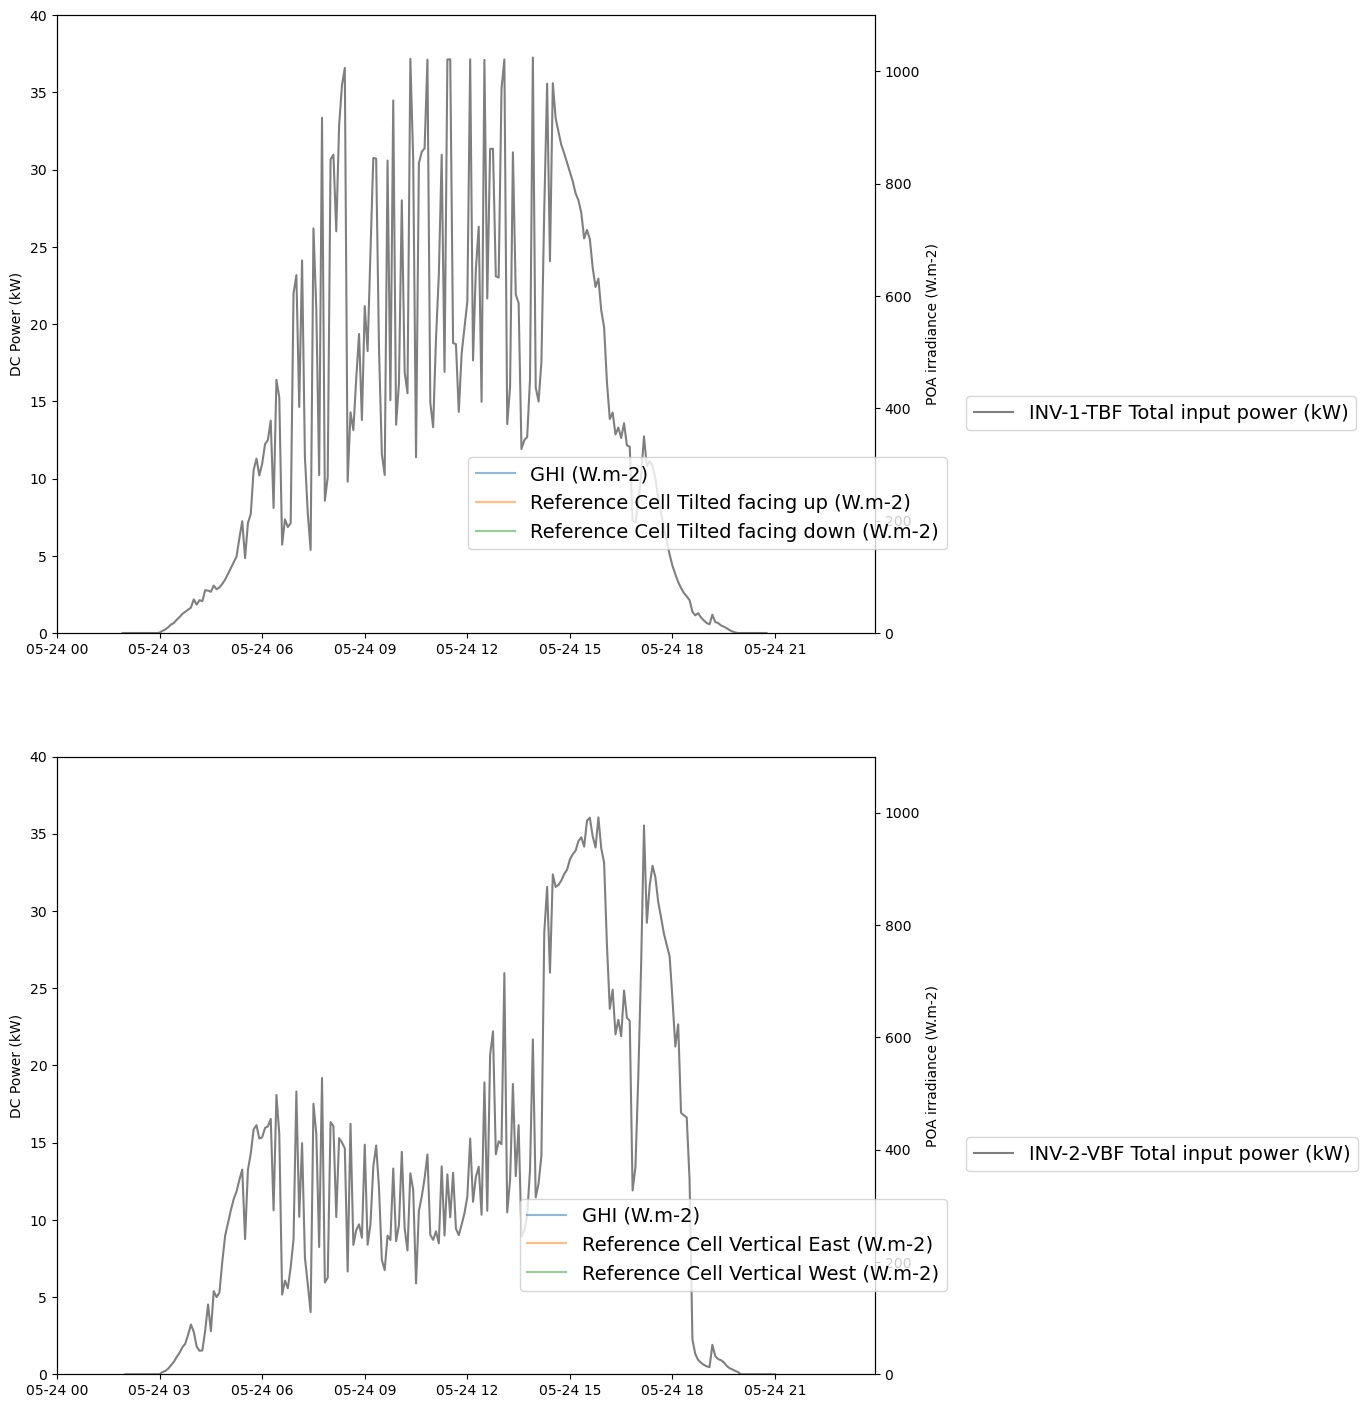 40
35
30
25
20
15
10
5
0
DC Power (kW)
1000
800
600
400
200
0
POA irradiance (W.m-2)
INV-1-TBF Total input power (kW)
GHI (W.m-2)
Reference Cell Tilted facing up (W.m-2)
Reference Cell Tilted facing down (W.m-2)
05-24 00 05-24 03 05-24 06 05-24 09 05-24 12 05-24 15 05-24 18 05-24 21
40
35
30
25
20
15
10
5
0
DC Power (kW)
1000
800
600
400
200
0
POA irradiance (W.m-2)
INV-2-VBF Total input power (kW)
GHI (W.m-2)
Reference Cell Vertical East (W.m-2)
Reference Cell Vertical West (W.m-2)
05-24 00 05-24 03 05-24 06 05-24 09 05-24 12 05-24 15 05-24 18 05-24 21